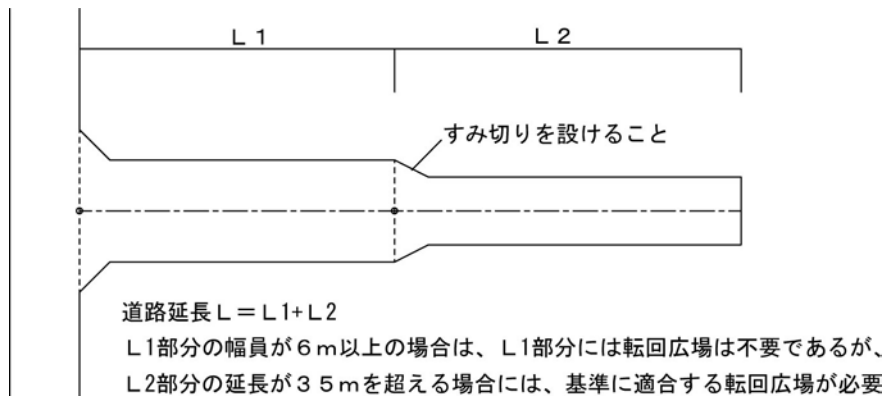 Ｌ１　Ｌ２
すみ切りを設けること
道路延長Ｌ＝Ｌ1+Ｌ2
Ｌ1部分の幅員が６ｍ以上の場合は、Ｌ1部分には転回広場は不要であるが、
Ｌ2部分の延長が３５ｍを超える場合には、基準に適合する転回広場が必要